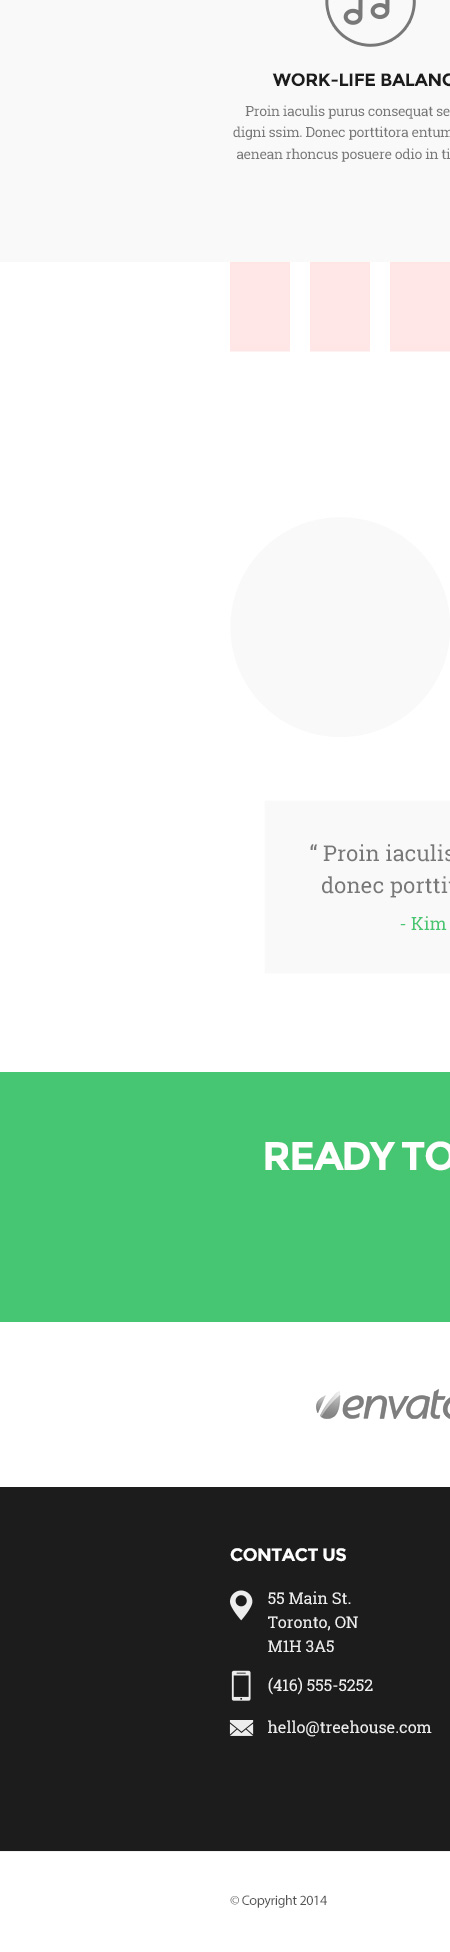 WORK-LIFE BALANC
Proin iaculis purus consequat se
digni ssim. Donec porttitora entum
aenean rhoncus posuere odio in ti
“ Proin iaculis
donec portti
- Kim
READY TO
envato
CONTACT US
55 Main St.
Toronto, ON
M1H 3A5
(416) 555-5252
hello@treehouse.com
© Copyright 2014